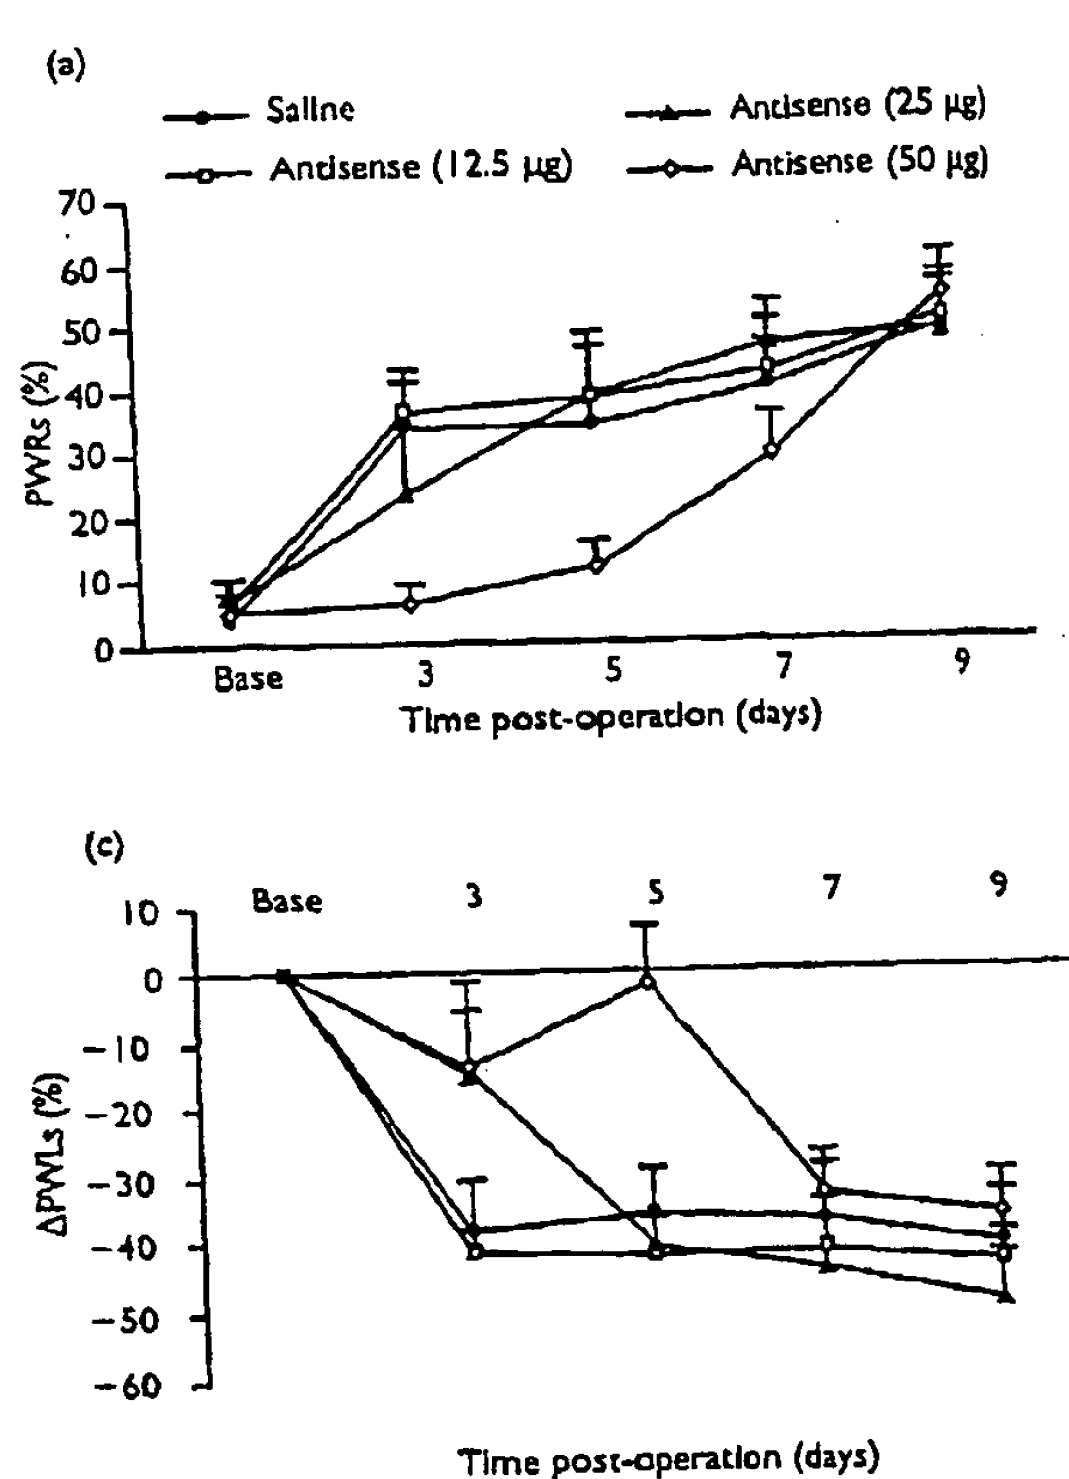 (a)
Saline
Antisense (25 µg)
Antisense (12.5 µg)
Antisense (50 µg)
70
60
50
40
30
20
10
0
PWRs (%)
Base 3 5 7 9
Time post-operation (days)
(c)
Base 3 5 7 9
10
0
−10
−20
−30
−40
−50
−60
ΔPWLs (%)
Time post-operation (days)